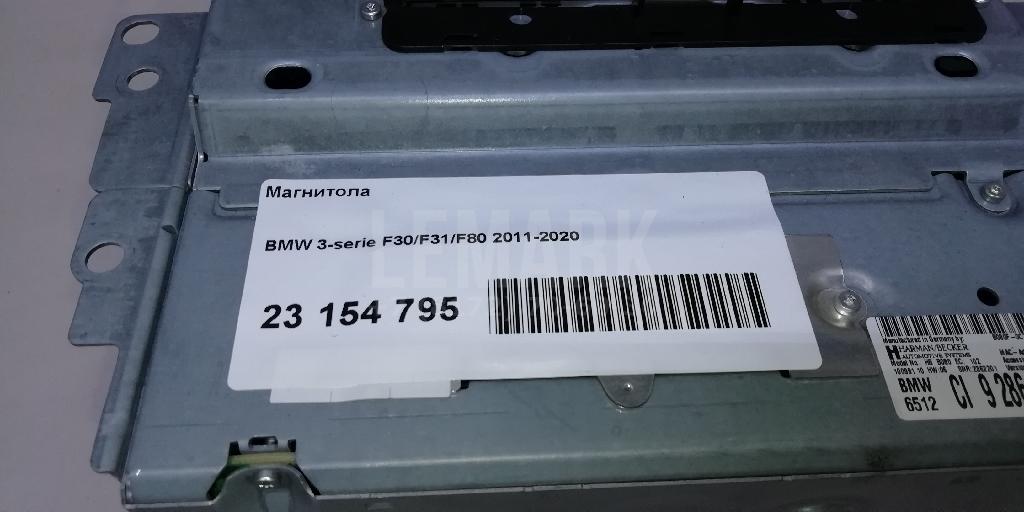 Магнитола
BMW 3-serie F30/F31/F80 2011-2020
23 154 795
LEMARK
Manufactured in Germany by:
HARMAN/BECKER
AUTOMOTIVE SYSTEMS
BMW
6512
CI 9 286